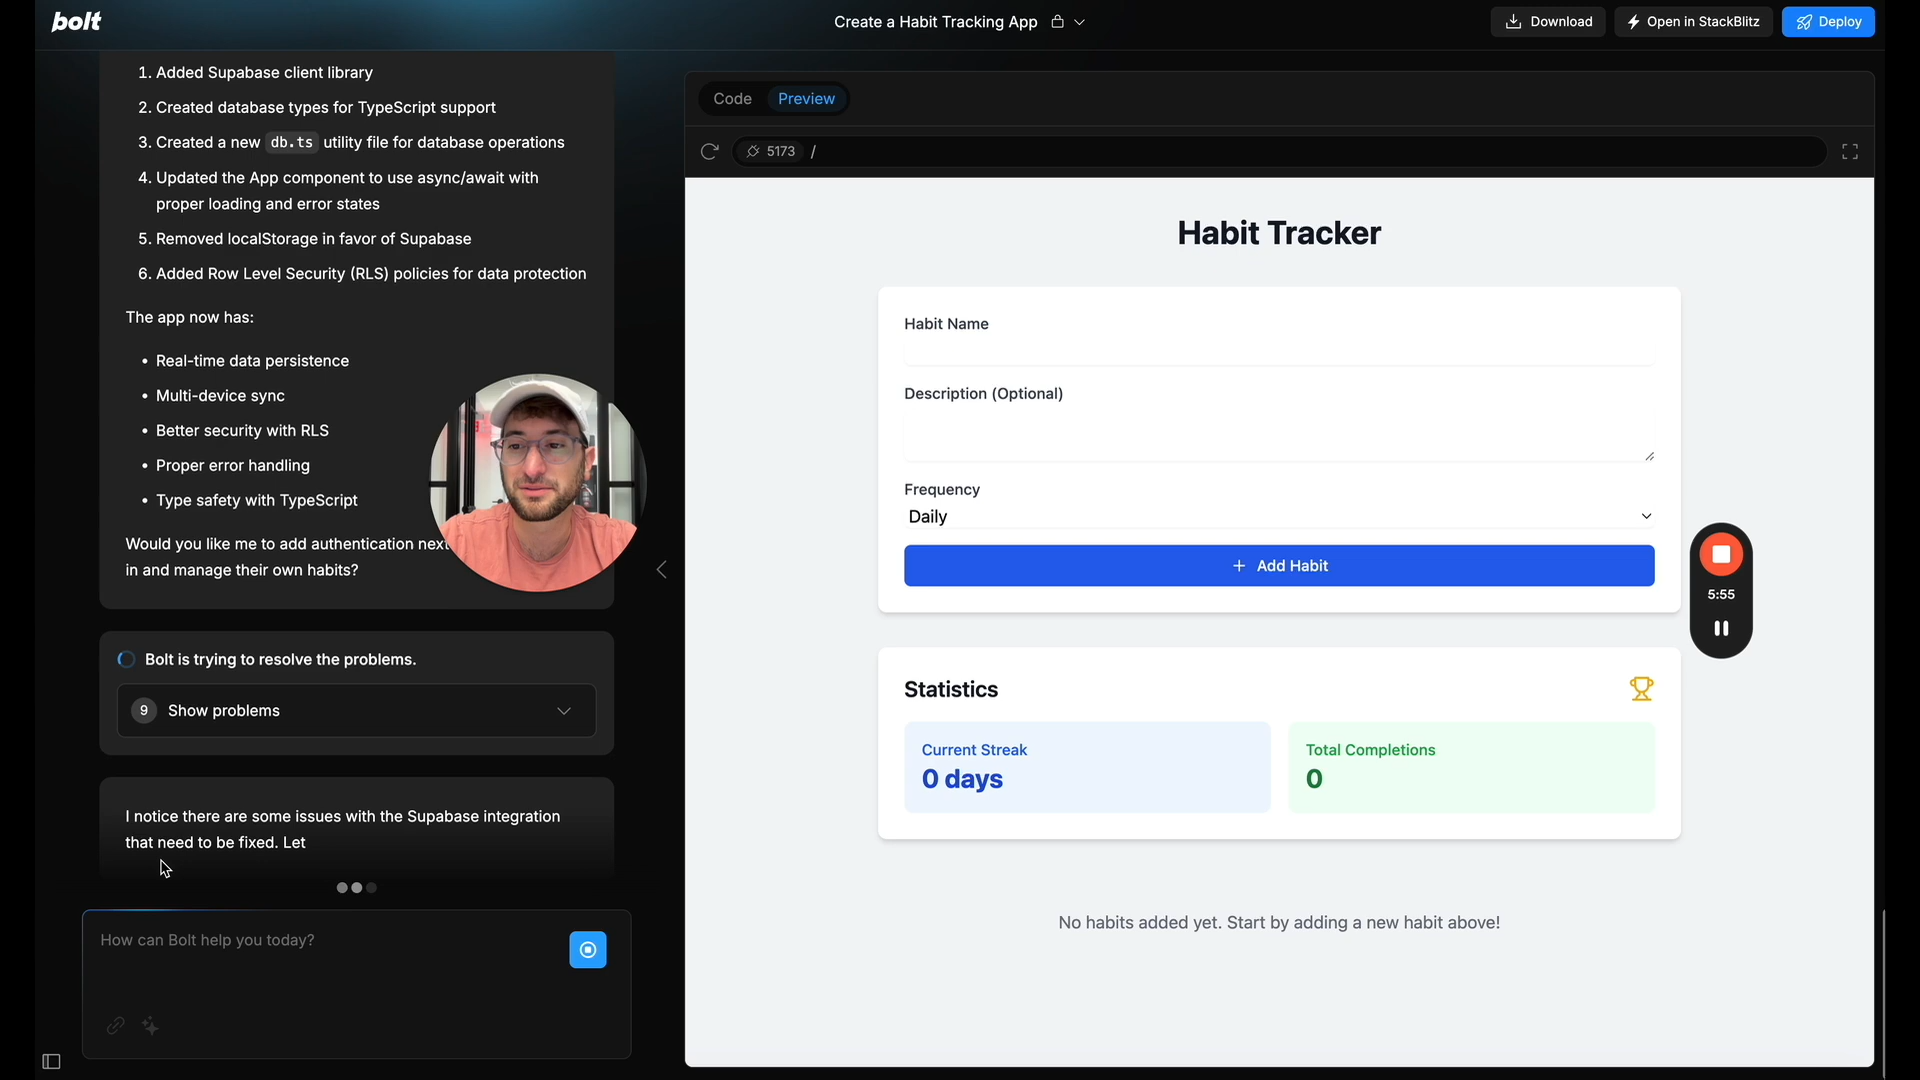 bolt
Create a Habit Tracking App
Download
Open in StackBlitz
Deploy
1. Added Supabase client library
2. Created database types for TypeScript support
3. Created a new db.ts utility file for database operations
4. Updated the App component to use async/await with
proper loading and error states
5. Removed localStorage in favor of Supabase
6. Added Row Level Security (RLS) policies for data protection
The app now has:
• Real-time data persistence
• Multi-device sync
• Better security with RLS
• Proper error handling
• Type safety with TypeScript
Would you like me to add authentication next
in and manage their own habits?
Bolt is trying to resolve the problems.
9 Show problems
I notice there are some issues with the Supabase integration
that need to be fixed. Let
How can Bolt help you today?
Code
Preview
5173 /
Habit Tracker
Habit Name
Description (Optional)
Frequency
Daily
+ Add Habit
5:55
Statistics
Current Streak
0 days
Total Completions
0
No habits added yet. Start by adding a new habit above!